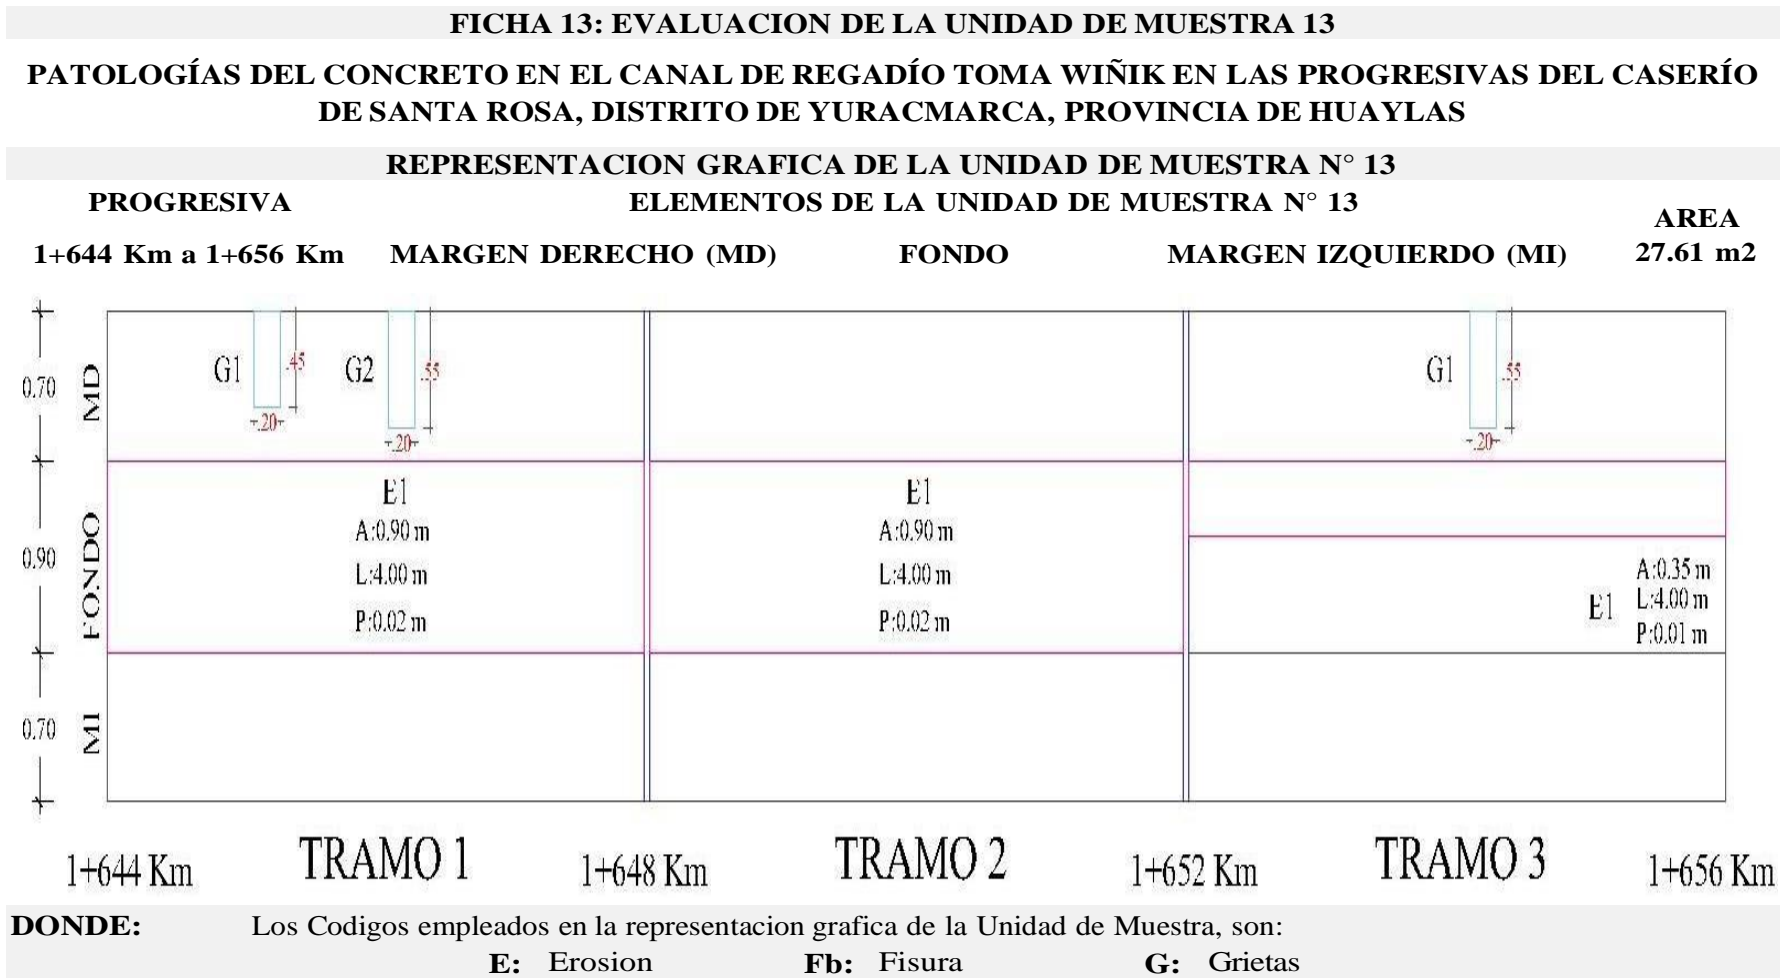 FICHA 13: EVALUACION DE LA UNIDAD DE MUESTRA 13
PATOLOGÍAS DEL CONCRETO EN EL CANAL DE REGADÍO TOMA WIÑIK EN LAS PROGRESIVAS DEL CASERÍO
DE SANTA ROSA, DISTRITO DE YURACMARCA, PROVINCIA DE HUAYLAS
REPRESENTACION GRAFICA DE LA UNIDAD DE MUESTRA N° 13
PROGRESIVA ELEMENTOS DE LA UNIDAD DE MUESTRA N° 13 AREA
1+644 Km a 1+656 Km MARGEN DERECHO (MD) FONDO MARGEN IZQUIERDO (MI) 27.61 m2
0.70 MD G1 .45 .20 G2 .55 .20 G1 .55 .20
0.90 FONDO
E1
A:0.90 m
L:4.00 m
P:0.02 m
E1
A:0.90 m
L:4.00 m
P:0.02 m
E1
A:0.35 m
L:4.00 m
P:0.01 m
0.70 MI
1+644 Km TRAMO 1 1+648 Km TRAMO 2 1+652 Km TRAMO 3 1+656 Km
DONDE: Los Codigos empleados en la representacion grafica de la Unidad de Muestra, son:
E: Erosion Fb: Fisura G: Grietas